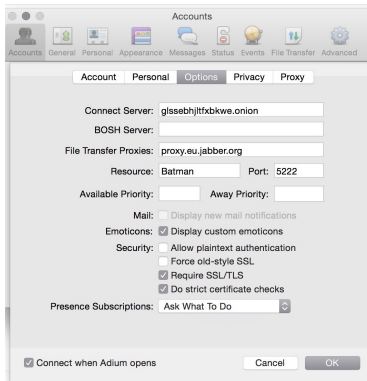 Accounts
Accounts General Personal Appearance Messages Status Events File Transfer Advanced
Account Personal Options Privacy Proxy
Connect Server: glssebhjltfxbkwe.onion
BOSH Server:
File Transfer Proxies: proxy.eu.jabber.org
Resource: Batman Port: 5222
Available Priority: Away Priority:
Mail: Display new mail notifications
Emoticons: Display custom emoticons
Security: Allow plaintext authentication
Force old-style SSL
Require SSL/TLS
Do strict certificate checks
Presence Subscriptions: Ask What To Do
Connect when Adium opens Cancel OK